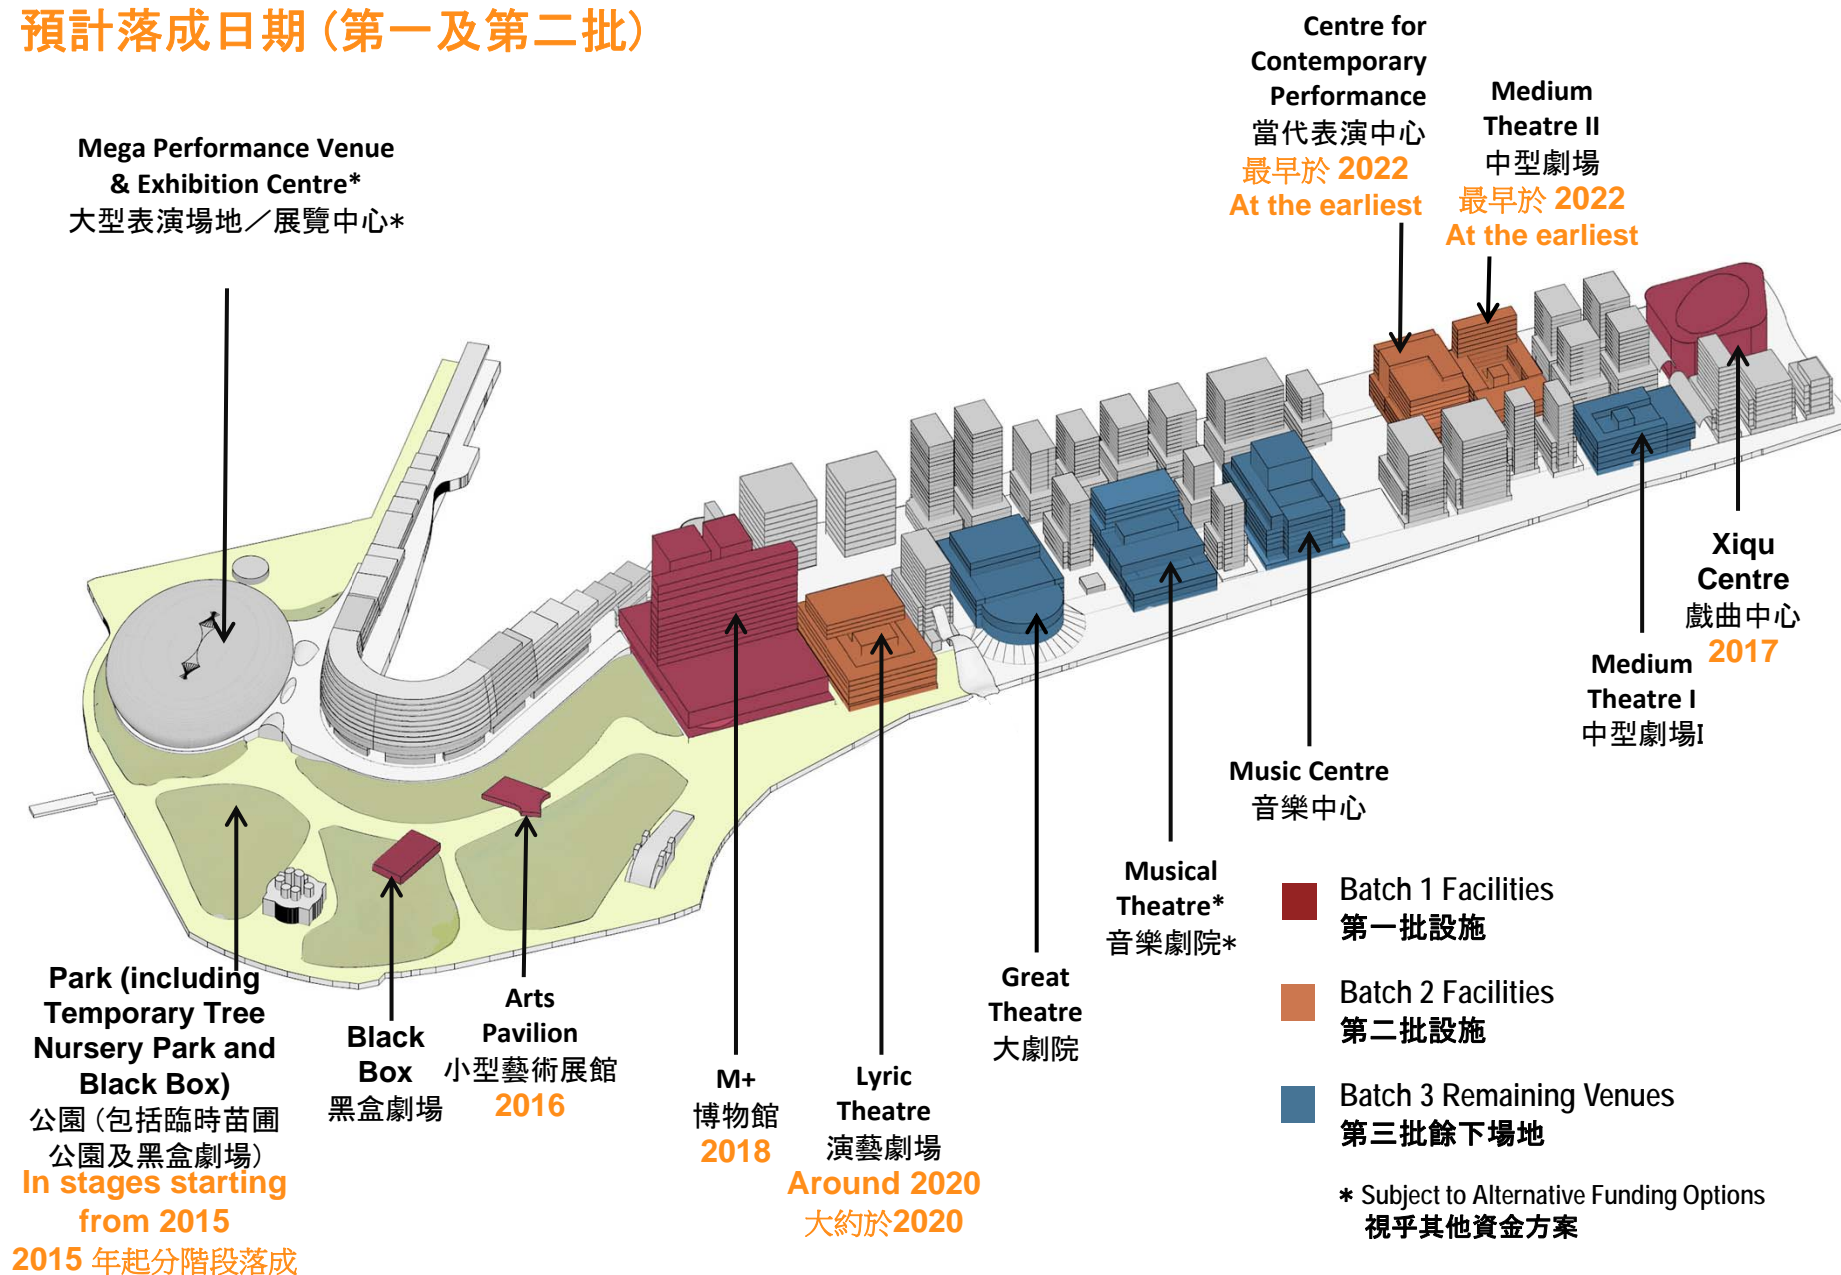 預計落成日期 (第一及第二批)
Mega Performance Venue
& Exhibition Centre*
大型表演場地／展覽中心*
Centre for
Contemporary
Performance
當代表演中心
最早於 2022
At the earliest
Medium
Theatre II
中型劇場
最早於 2022
At the earliest
Xiqu
Centre
戲曲中心
2017
Medium
Theatre I
中型劇場I
Music Centre
音樂中心
Musical
Theatre*
音樂劇院*
Great
Theatre
大劇院
Lyric
Theatre
演藝劇場
Around 2020
大約於2020
M+
博物館
2018
Arts
Pavilion
小型藝術展館
2016
Black
Box
黑盒劇場
Park (including
Temporary Tree
Nursery Park and
Black Box)
公園 (包括臨時苗圃
公園及黑盒劇場)
In stages starting
from 2015
2015 年起分階段落成
Batch 1 Facilities
第一批設施
Batch 2 Facilities
第二批設施
Batch 3 Remaining Venues
第三批餘下場地
* Subject to Alternative Funding Options
視乎其他資金方案